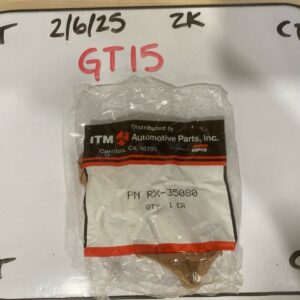 T 2/6/25 ZK C
GT15
Distributed by
ITM Automotive Parts, Inc.
Cerritos, CA 90701
PN RX-35080
QTY 1 EA
T C